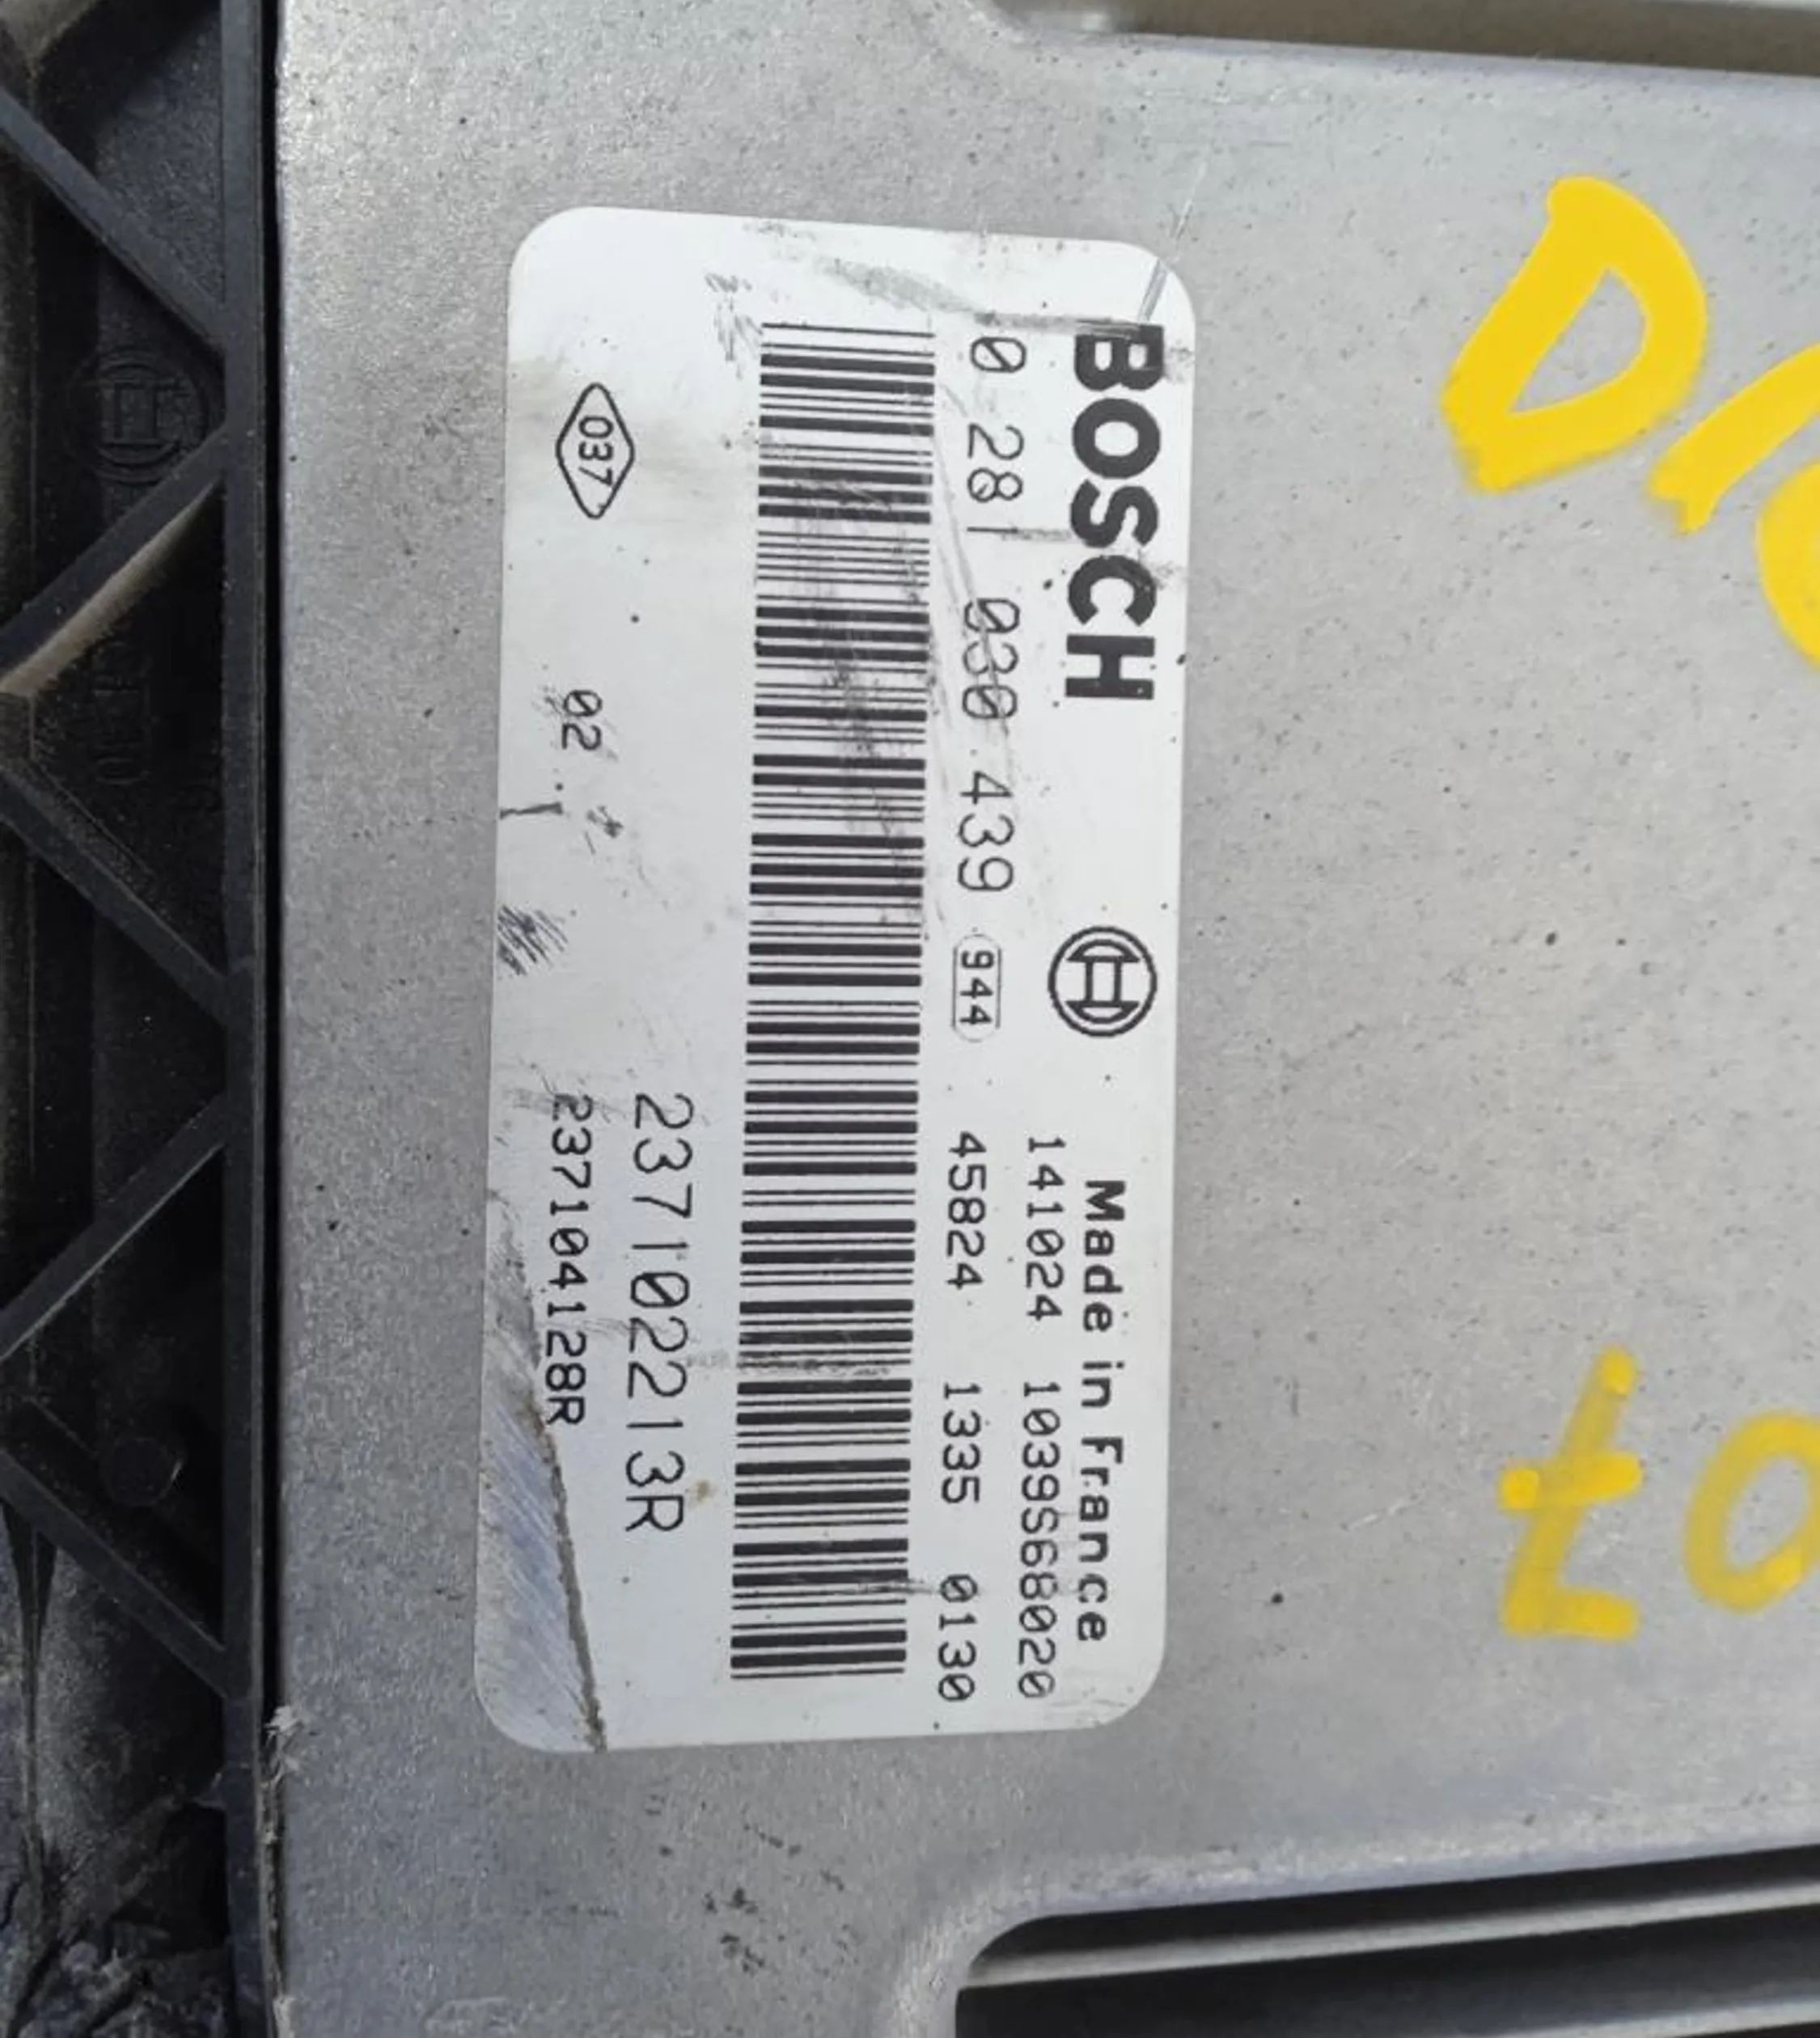 BOSCH
Made in France
0 281 030 439
944
141024 1039S68020
45824 1335 0130
237102213R
037
02
237104128R